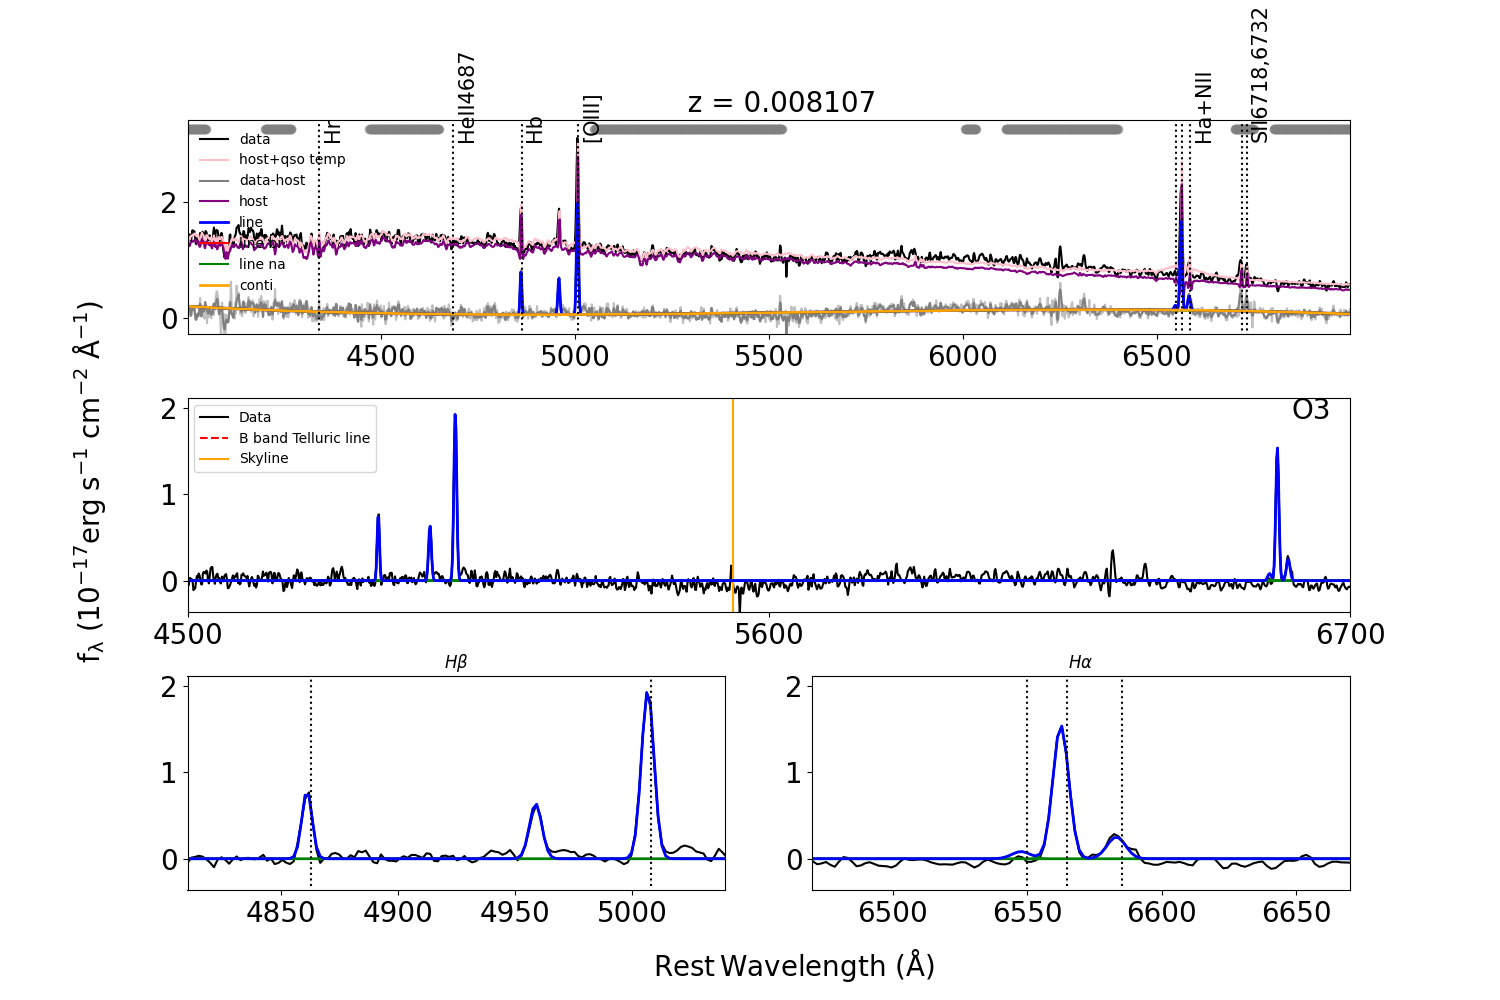 z = 0.008107
Hr
HeII4687
Hb
[OIII]
Ha+NII
SII6718,6732
data
host+qso temp
data-host
host
line
line na
conti
2
0
4500 5000 5500 6000 6500
fλ (10⁻¹⁷erg s⁻¹ cm⁻² Å⁻¹)
O3
Data
B band Telluric line
Skyline
2
1
0
4500 5600 6700
Hβ
2
1
0
4850 4900 4950 5000
Hα
2
1
0
6500 6550 6600 6650
Rest Wavelength (Å)